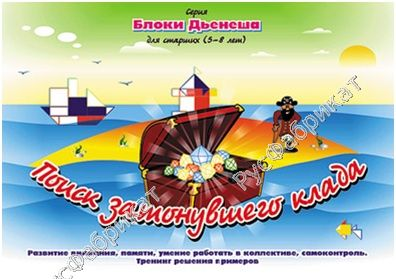 Серия
Блоки Дьенеша
для старших (5-8 лет)
Поиск затонувшего клада
Развитие внимания, памяти, умение работать в коллективе, самоконтроль.
Тренинг решения примеров
РусФабрикат
РусФабрикат